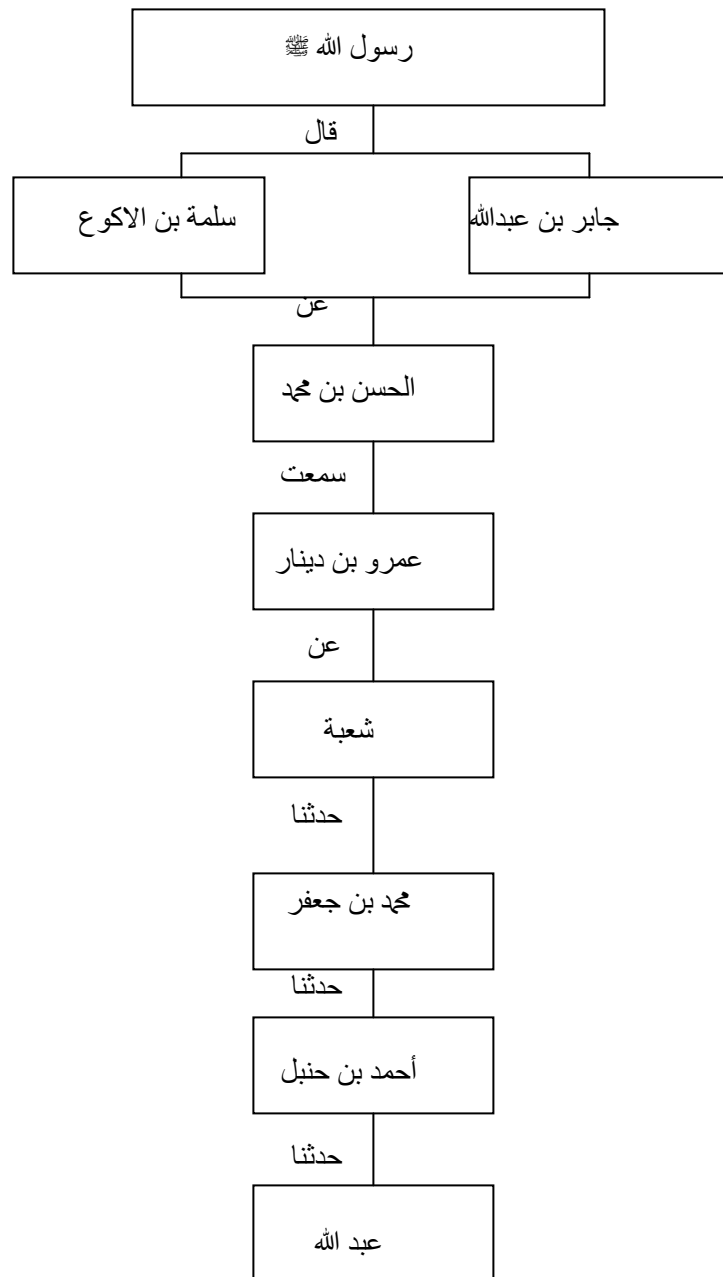 رسول الله ﷺ
قال
جابر بن عبدالله
سلمة بن الاكوع
عن
الحسن بن محمد
سمعت
عمرو بن دينار
عن
شعبة
حدثنا
محمد بن جعفر
حدثنا
أحمد بن حنبل
حدثنا
عبد الله